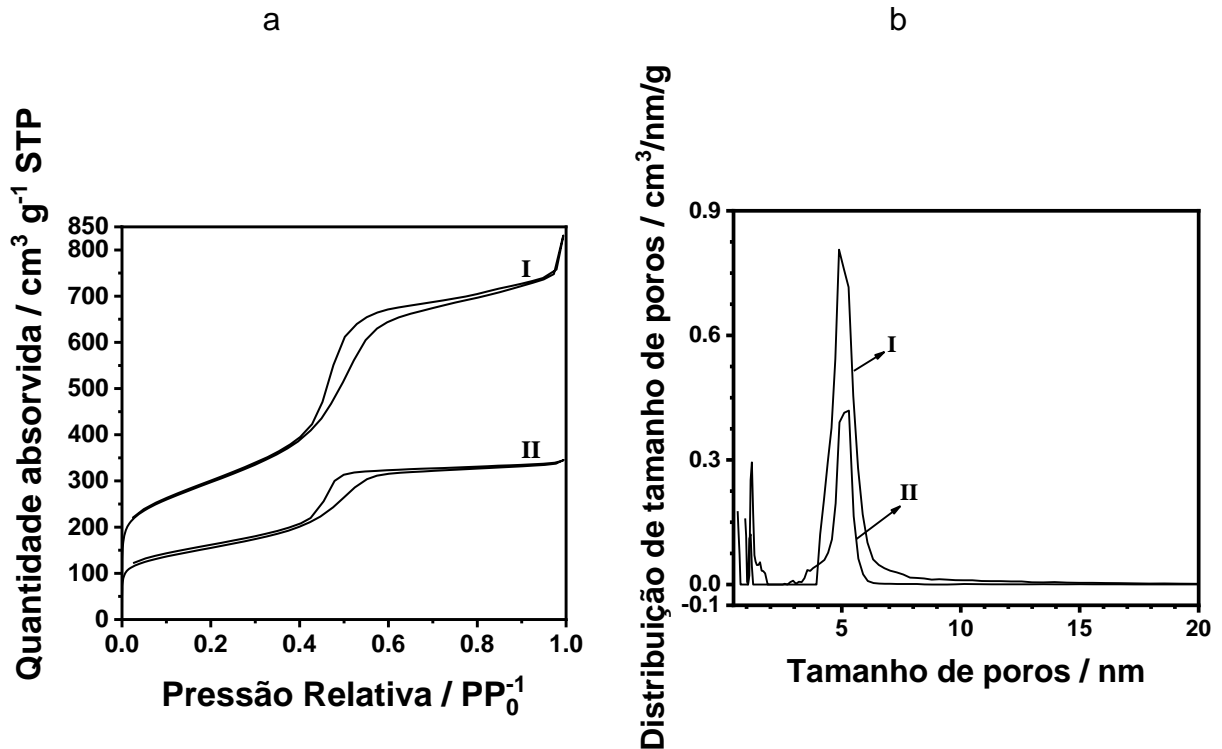 a
Quantidade absorvida / cm³ g⁻¹ STP
850
800
700
600
500
400
300
200
100
0
I
II
0.0
0.2
0.4
0.6
0.8
1.0
Pressão Relativa / PP₀⁻¹
b
Distribuição de tamanho de poros / cm³/nm/g
0.9
0.6
0.3
0.0
-0.1
I
II
5
10
15
20
Tamanho de poros / nm